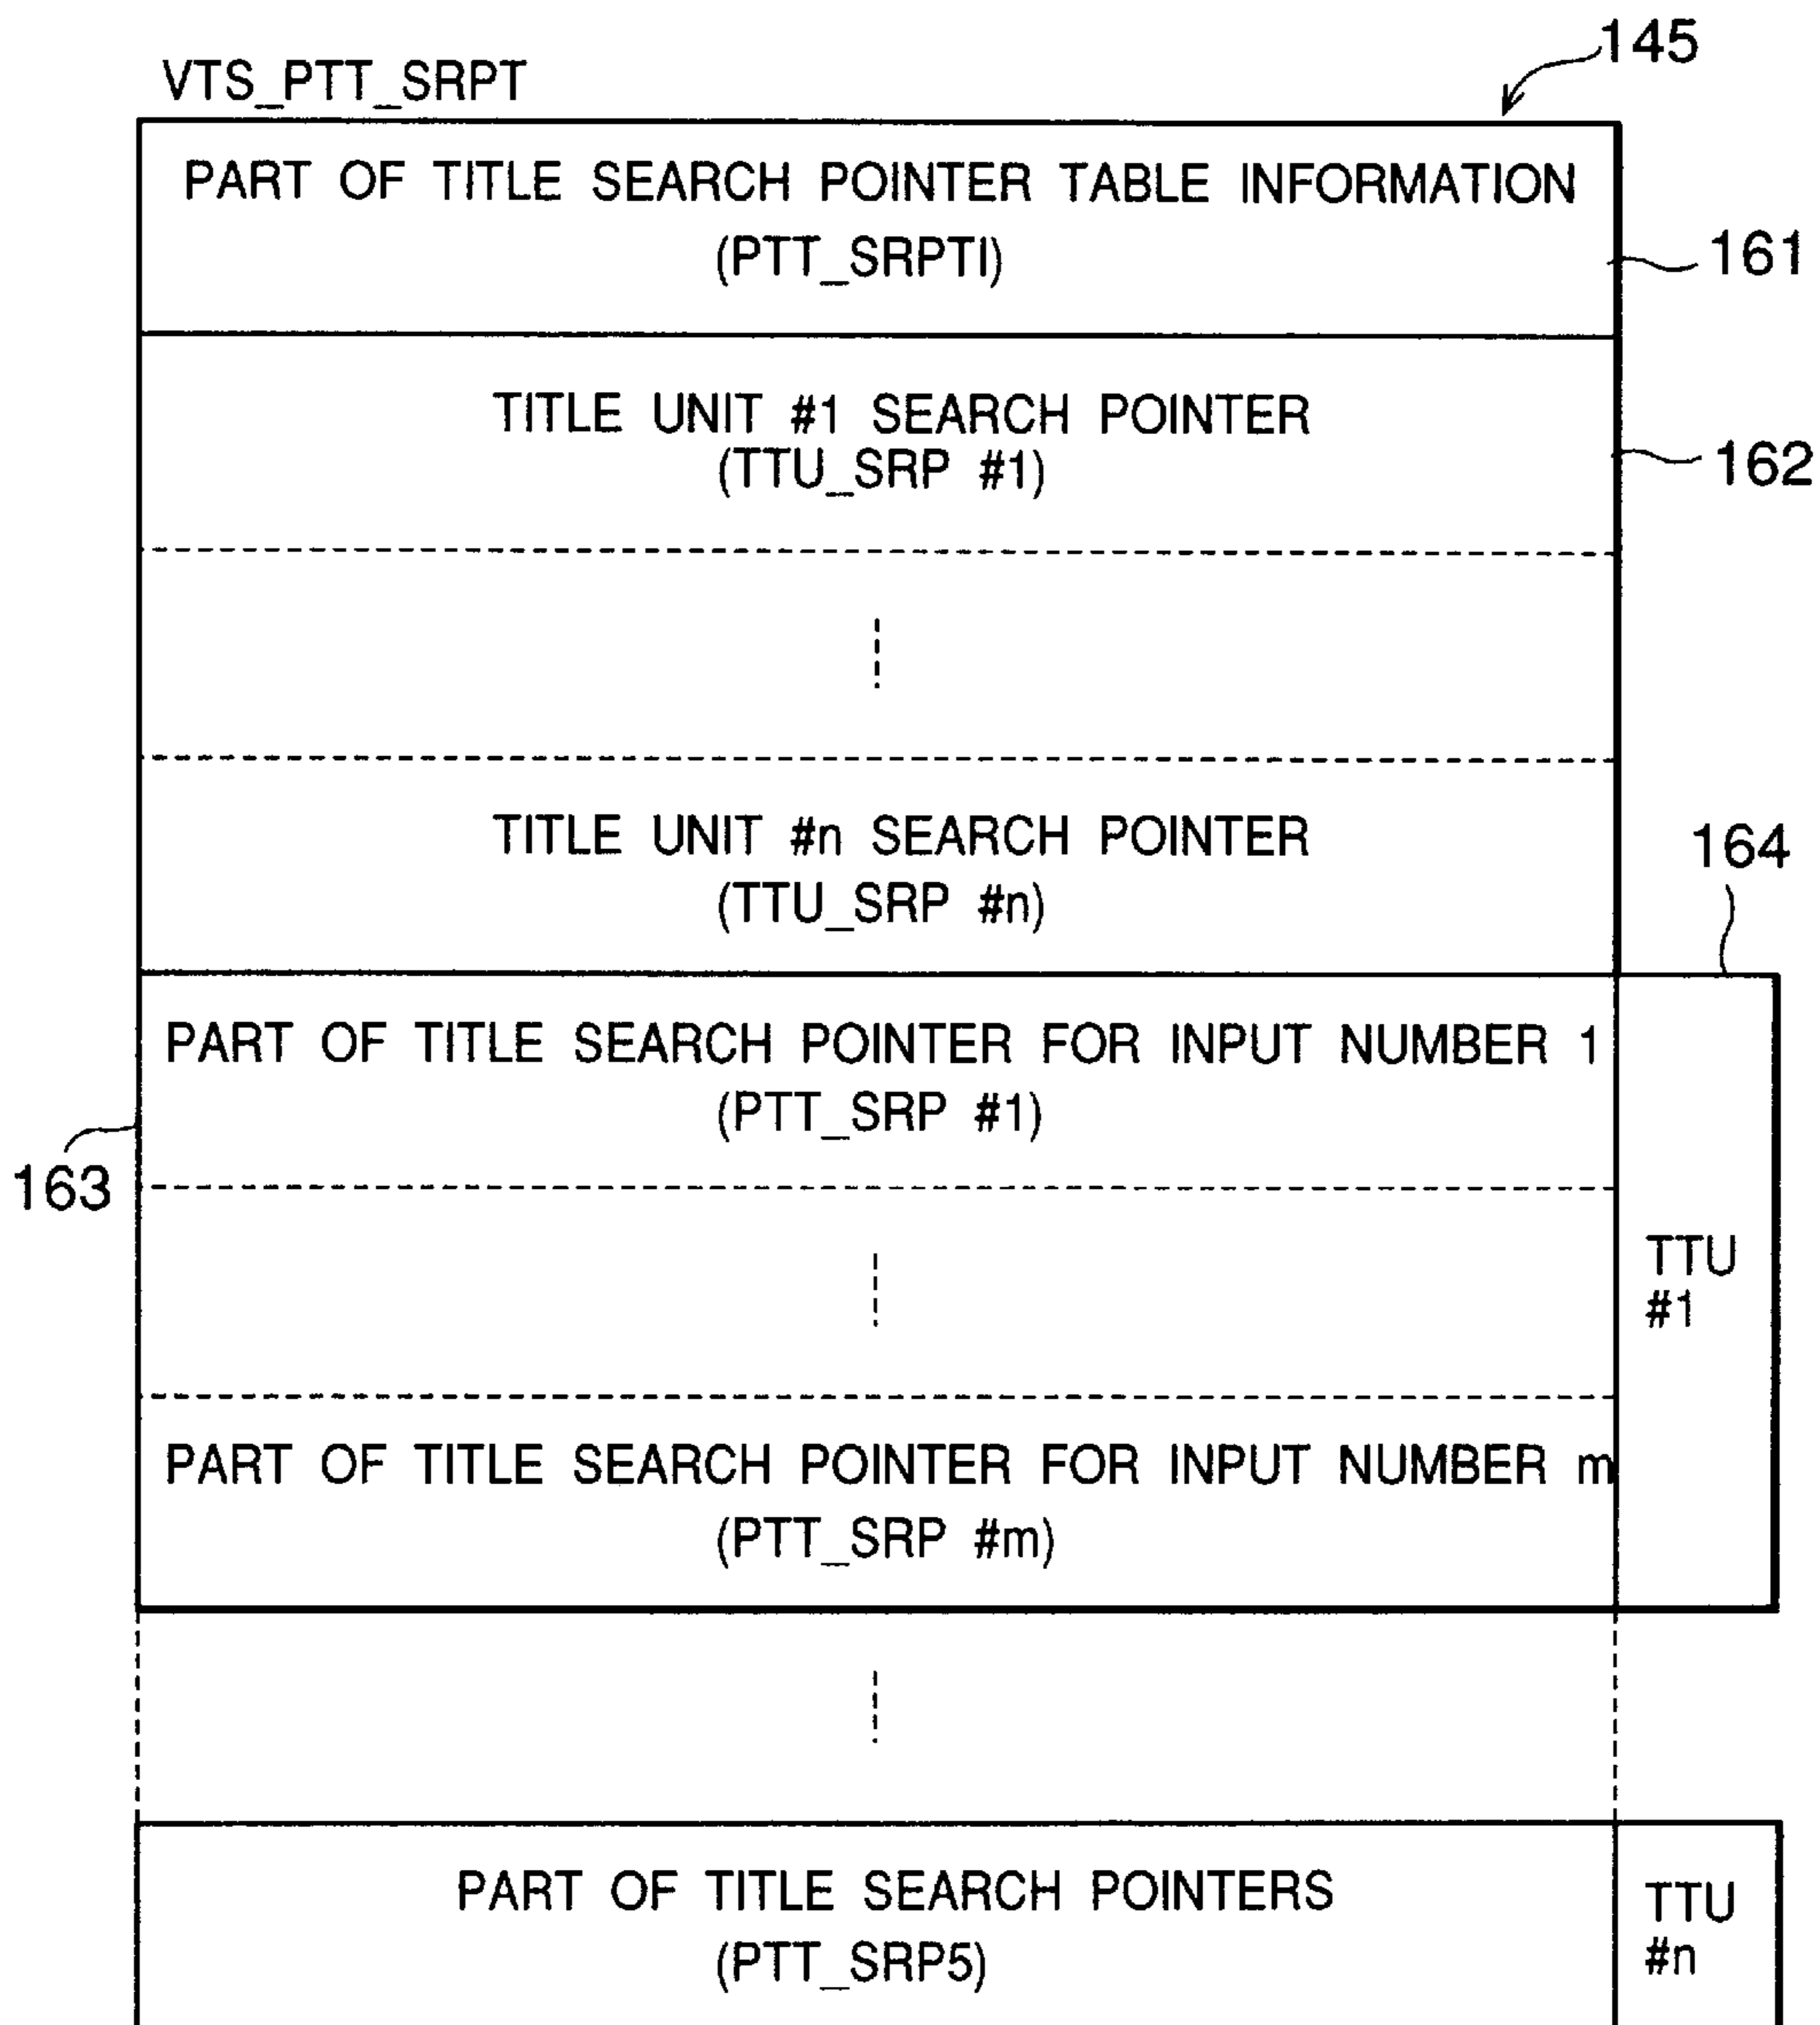 145
VTS_PTT_SRPT
PART OF TITLE SEARCH POINTER TABLE INFORMATION
(PTT_SRPTI)
161
TITLE UNIT #1 SEARCH POINTER
(TTU_SRP #1)
162
TITLE UNIT #n SEARCH POINTER
(TTU_SRP #n)
164
PART OF TITLE SEARCH POINTER FOR INPUT NUMBER 1
(PTT_SRP #1)
163
TTU
#1
PART OF TITLE SEARCH POINTER FOR INPUT NUMBER m
(PTT_SRP #m)
PART OF TITLE SEARCH POINTERS
(PTT_SRP5)
TTU
#n